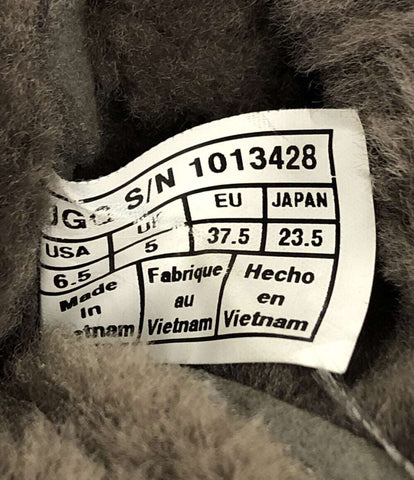 UGG S/N 1013428
USA UK EU JAPAN
6.5 5 37.5 23.5
Made In Vietnam
Fabrique au Vietnam
Hecho en Vietnam